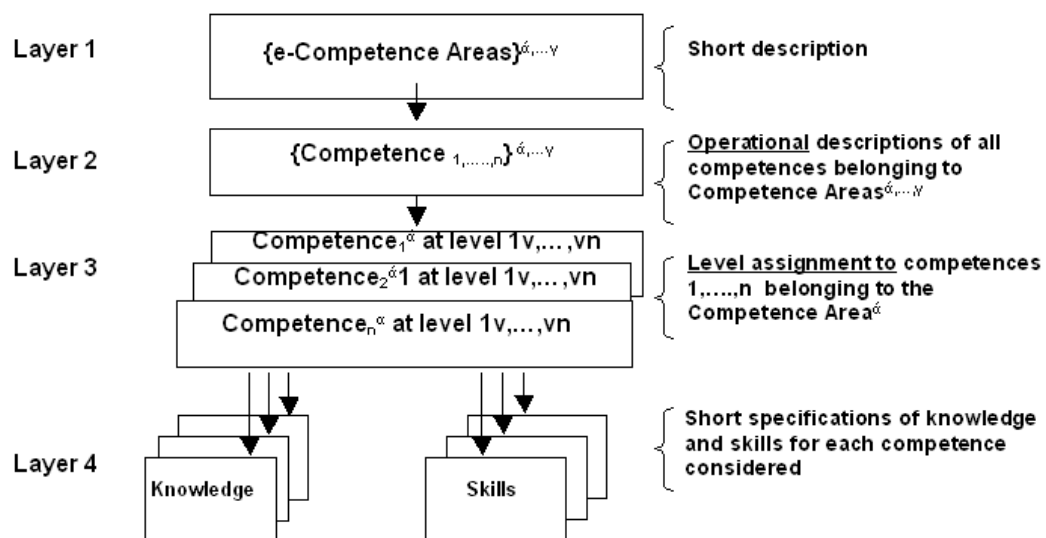 Layer 1
{e-Competence Areas}ά,...γ
Short description
Layer 2
{Competence 1,.....,n}ά,...γ
Operational descriptions of all
competences belonging to
Competence Areasά,...,γ
Layer 3
Competence1ά at level 1v,...,vn
Competence2ά1 at level 1v,...,vn
Competencenα at level 1v,...,vn
Level assignment to competences
1,....,n belonging to the
Competence Areaά
Layer 4
Knowledge
Skills
Short specifications of knowledge
and skills for each competence
considered